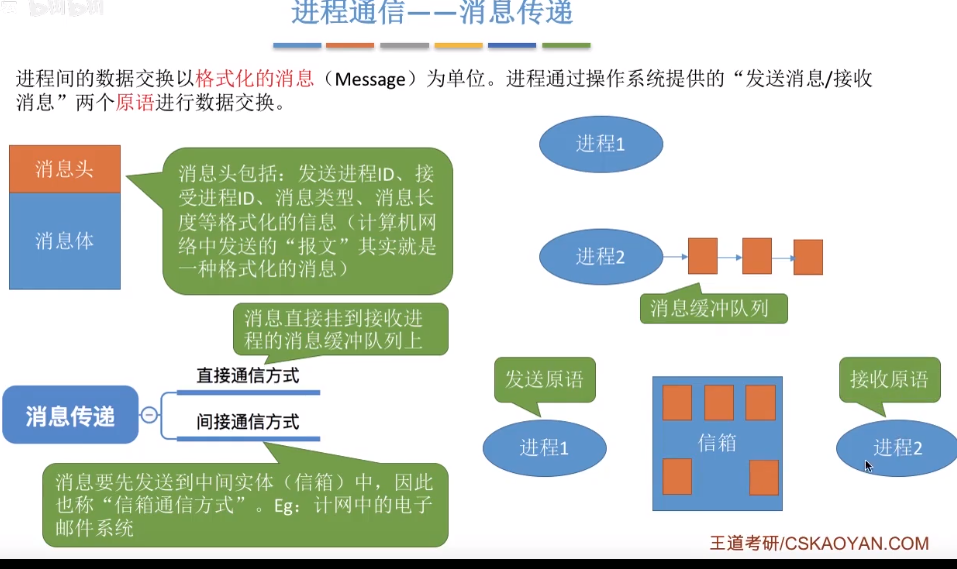 进程通信——消息传递
进程间的数据交换以格式化的消息（Message）为单位。进程通过操作系统提供的“发送消息/接收
消息”两个原语进行数据交换。
消息头
消息体
消息头包括：发送进程ID、接
受进程ID、消息类型、消息长
度等格式化的信息（计算机网
络中发送的“报文”其实就是
一种格式化的消息）
进程1
进程2
消息缓冲队列
消息直接挂到接收进
程的消息缓冲队列上
直接通信方式
消息传递
间接通信方式
消息要先发送到中间实体（信箱）中，因此
也称“信箱通信方式”。Eg：计网中的电子
邮件系统
发送原语
进程1
信箱
接收原语
进程2
王道考研/CSKAOYAN.COM